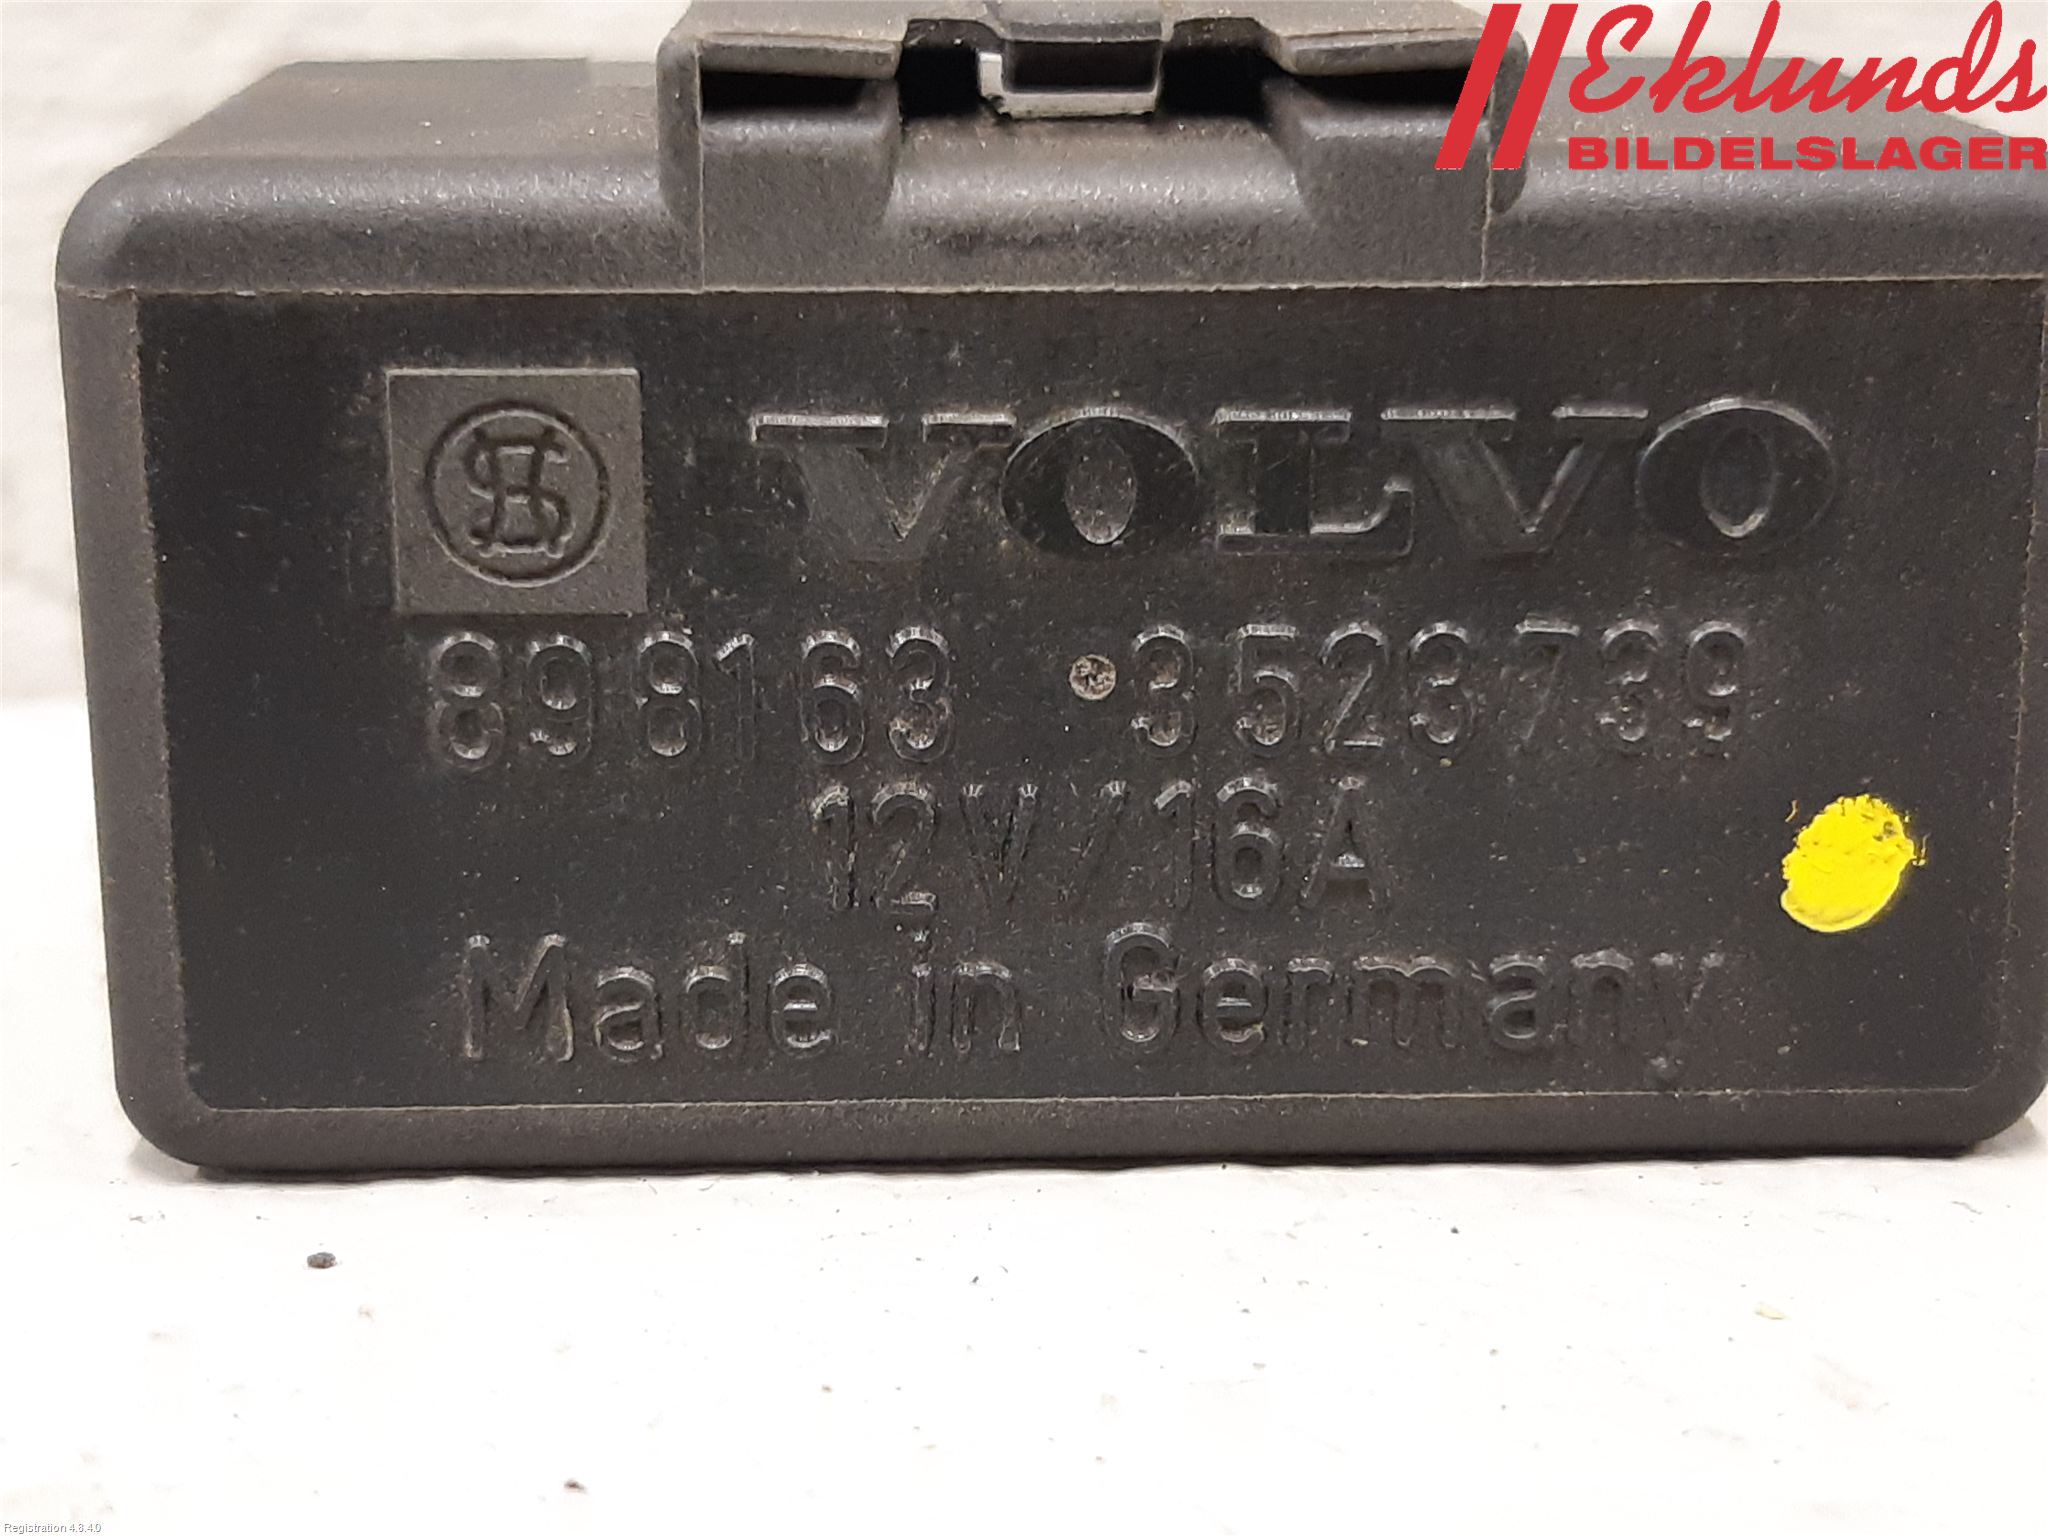 Eklunds
BILDELSLAGER
VOLVO
898163 3523739
12V/16A
Made in Germany
Registration 4.8.4.0